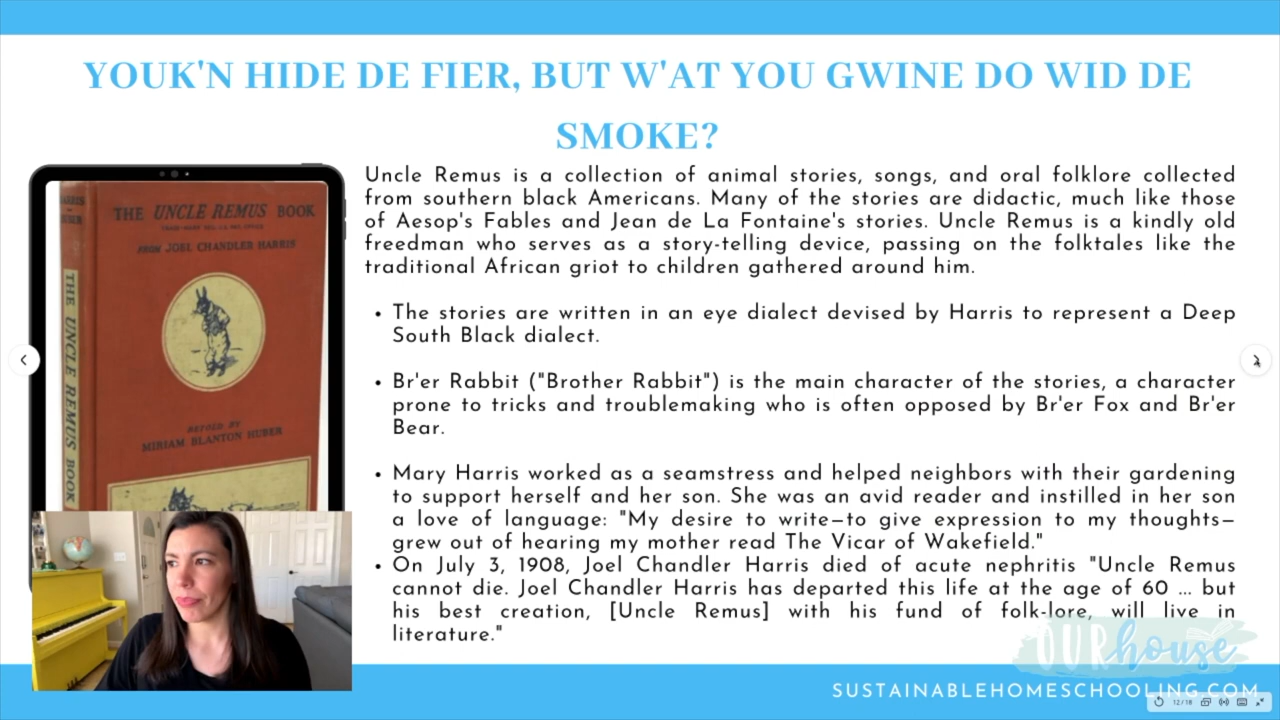 YOUK'N HIDE DE FIER, BUT W'AT YOU GWINE DO WID DE
SMOKE?
Uncle Remus is a collection of animal stories, songs, and oral folklore collected
from southern black Americans. Many of the stories are didactic, much like those
of Aesop's Fables and Jean de La Fontaine's stories. Uncle Remus is a kindly old
freedman who serves as a story-telling device, passing on the folktales like the
traditional African griot to children gathered around him.
• The stories are written in an eye dialect devised by Harris to represent a Deep
South Black dialect.
• Br'er Rabbit ("Brother Rabbit") is the main character of the stories, a character
prone to tricks and troublemaking who is often opposed by Br'er Fox and Br'er
Bear.
• Mary Harris worked as a seamstress and helped neighbors with their gardening
to support herself and her son. She was an avid reader and instilled in her son
a love of language: "My desire to write—to give expression to my thoughts—
grew out of hearing my mother read The Vicar of Wakefield."
• On July 3, 1908, Joel Chandler Harris died of acute nephritis "Uncle Remus
cannot die. Joel Chandler Harris has departed this life at the age of 60 ... but
his best creation, [Uncle Remus] with his fund of folk-lore, will live in
literature."
THE UNCLE REMUS BOOK
FROM JOEL CHANDLER HARRIS
RETOLD BY
MIRIAM BLANTON HUBER
HARRIS
HUBER
THE UNCLE REMUS BOOK
OUR house
SUSTAINABLEHOMESCHOOLING.COM
12/18